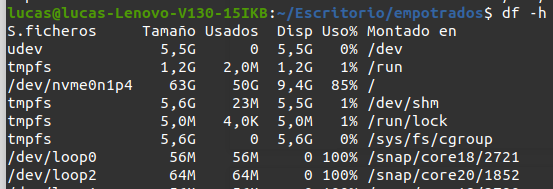 lucas@lucas-Lenovo-V130-15IKB:~/Escritorio/empotrados$ df -h
S.ficheros Tamaño Usados Disp Uso% Montado en
udev 5,5G 0 5,5G 0% /dev
tmpfs 1,2G 2,0M 1,2G 1% /run
/dev/nvme0n1p4 63G 50G 9,4G 85% /
tmpfs 5,6G 23M 5,5G 1% /dev/shm
tmpfs 5,0M 4,0K 5,0M 1% /run/lock
tmpfs 5,6G 0 5,6G 0% /sys/fs/cgroup
/dev/loop0 56M 56M 0 100% /snap/core18/2721
/dev/loop2 64M 64M 0 100% /snap/core20/1852